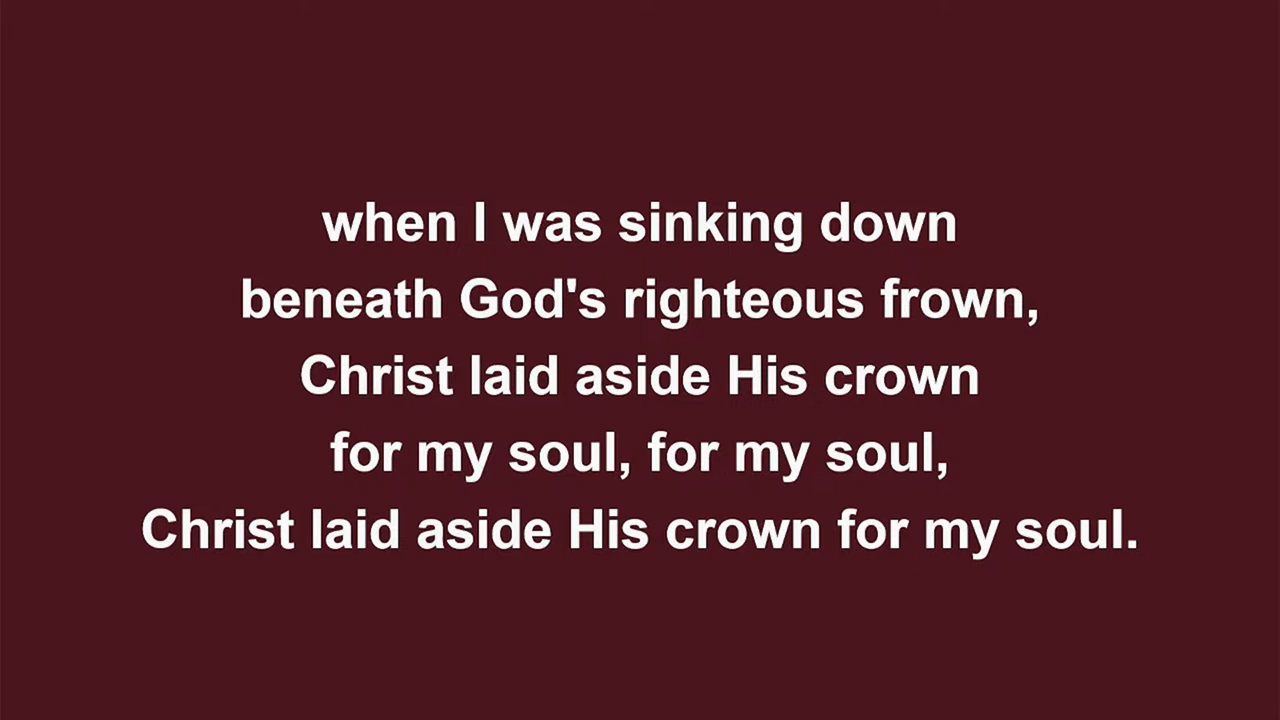 when I was sinking down
beneath God's righteous frown,
Christ laid aside His crown
for my soul, for my soul,
Christ laid aside His crown for my soul.